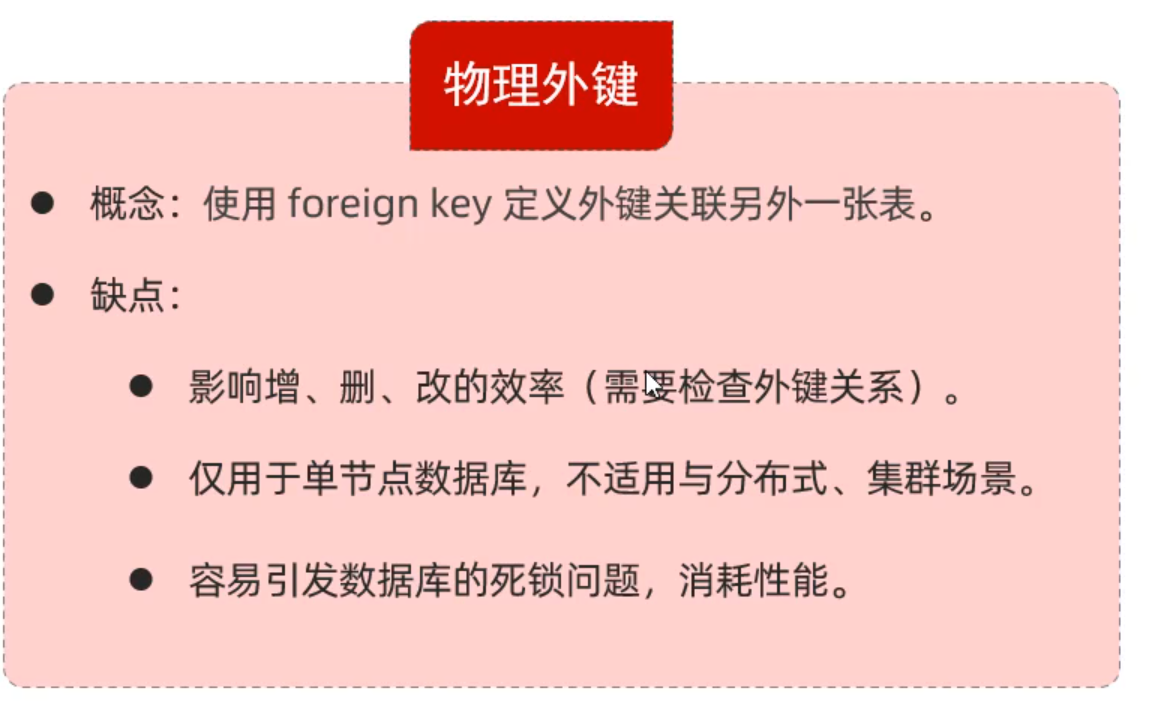 物理外键
概念：使用 foreign key 定义外键关联另外一张表。
缺点：
影响增、删、改的效率（需要检查外键关系）。
仅用于单节点数据库，不适用与分布式、集群场景。
容易引发数据库的死锁问题，消耗性能。